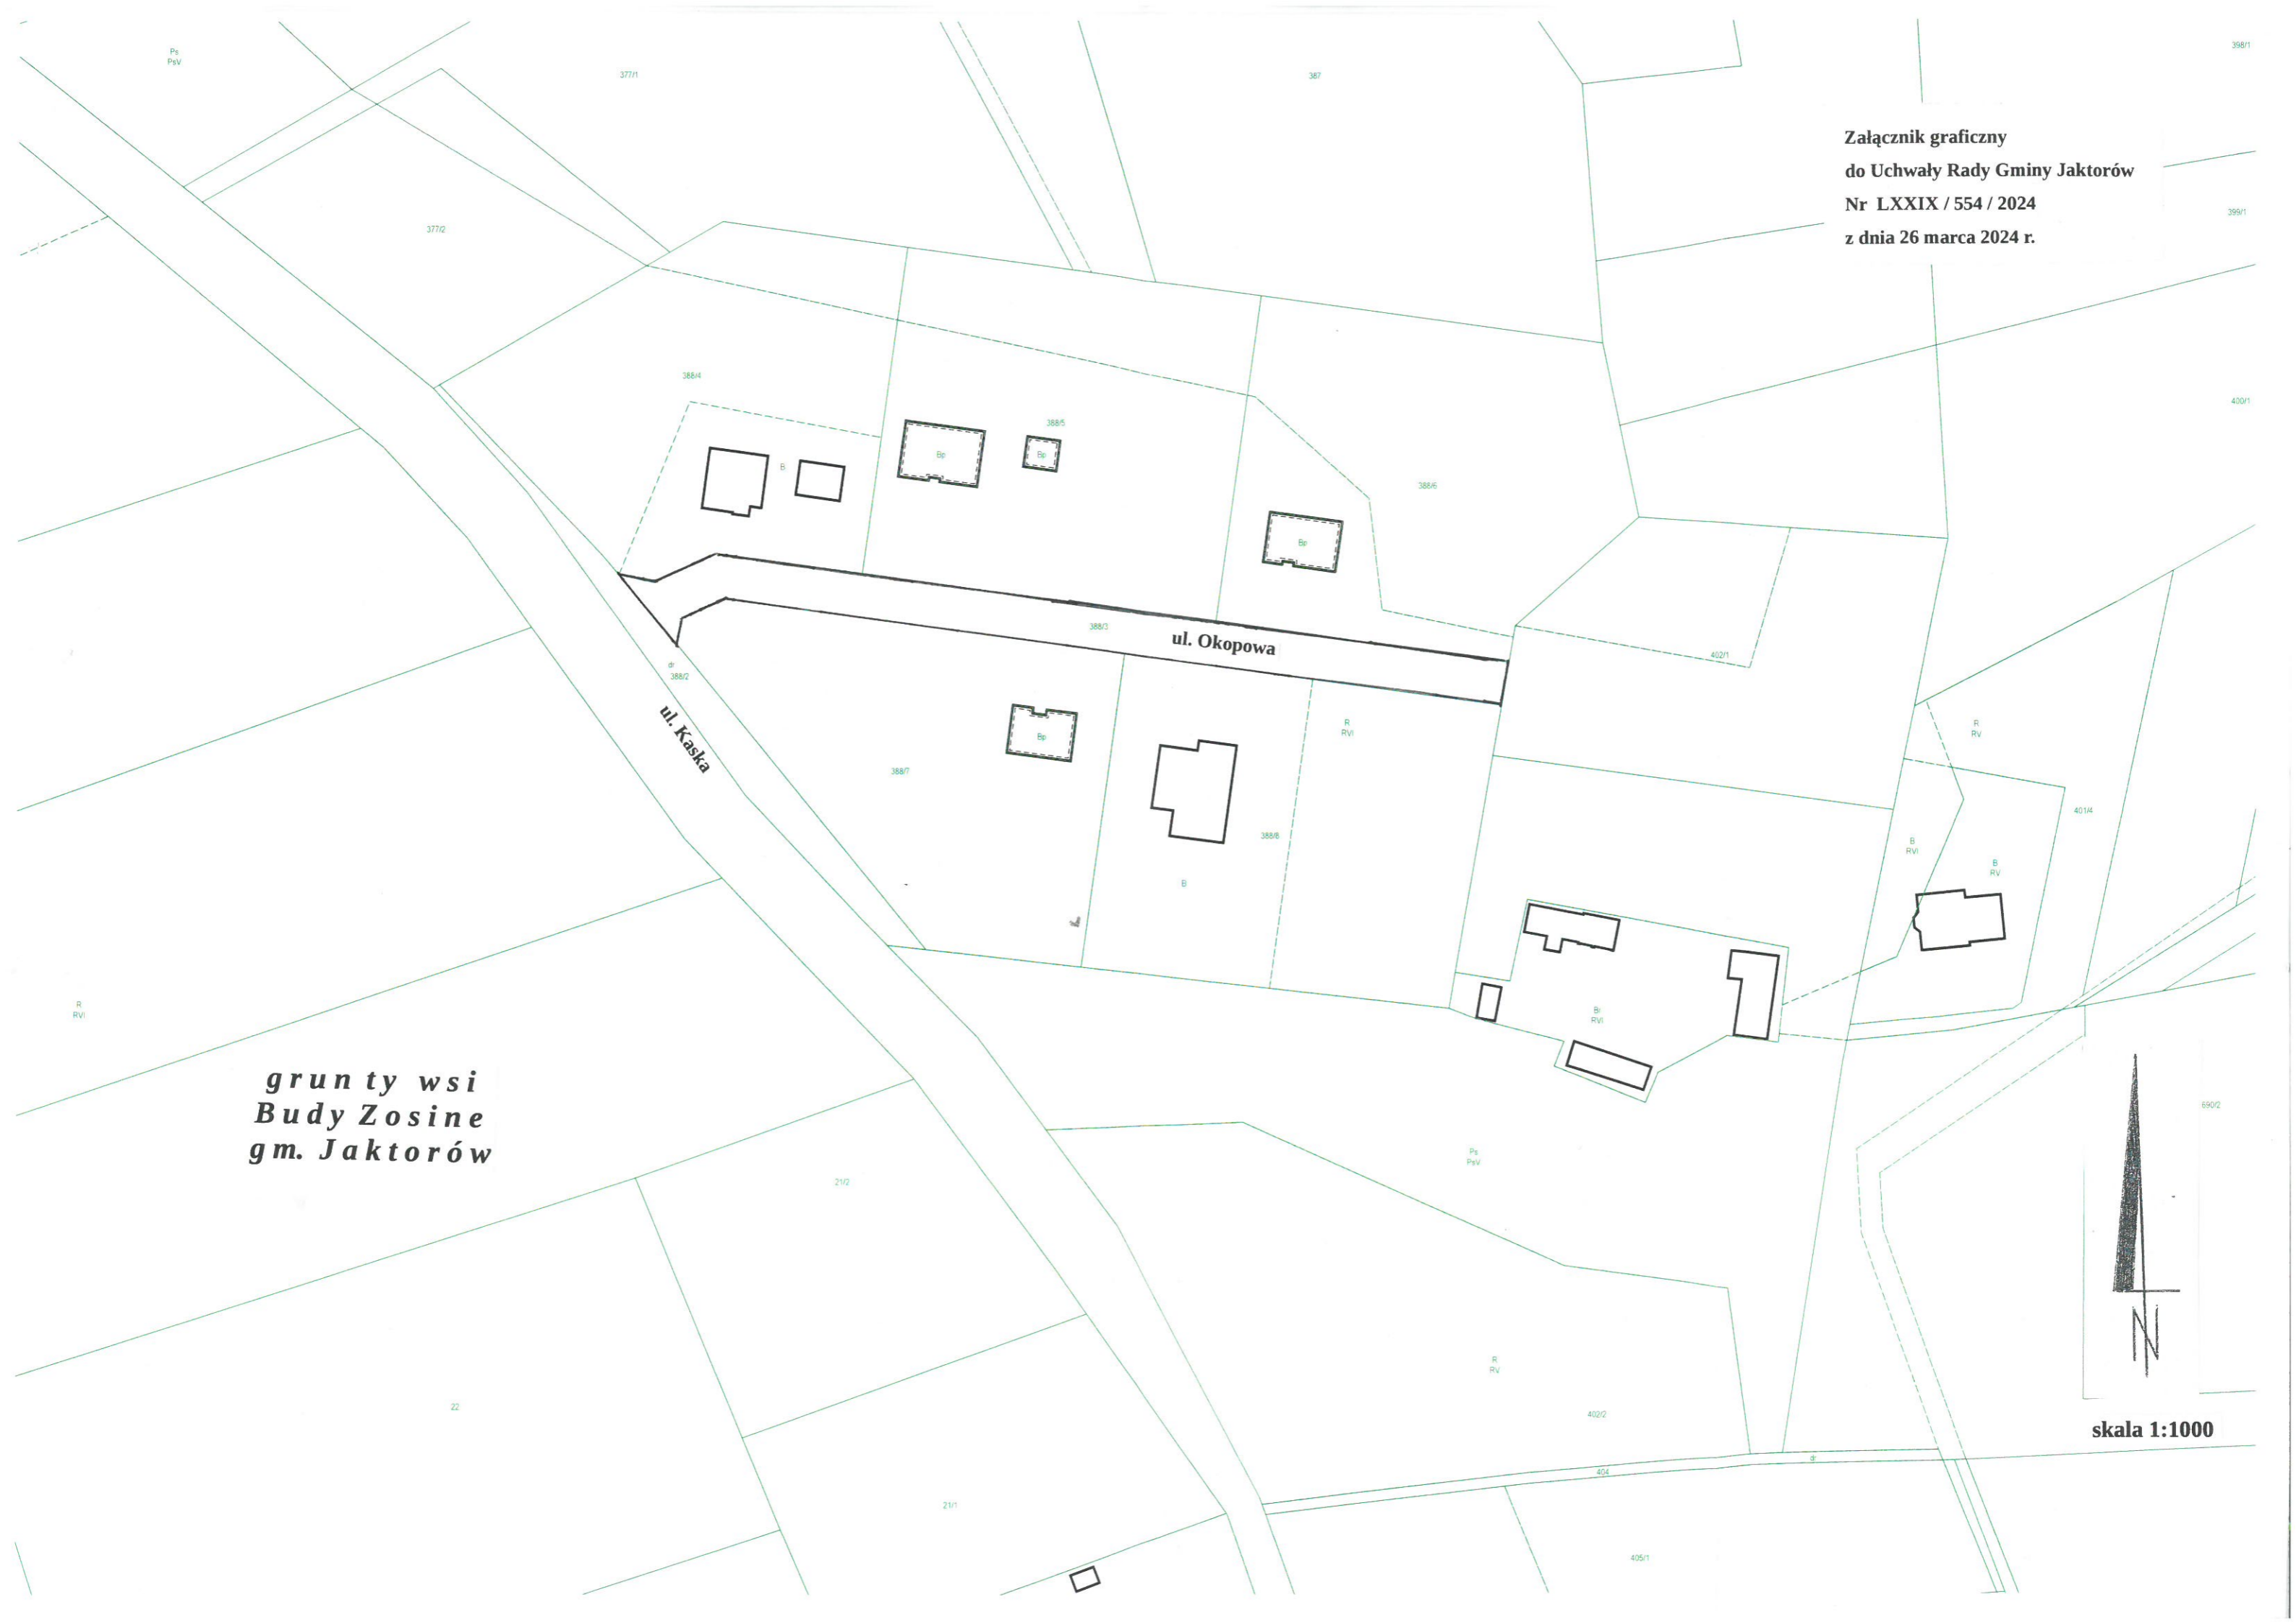 Ps
PsV
377/1
387
398/1
Załącznik graficzny
do Uchwały Rady Gminy Jaktorów
Nr LXXIX / 554 / 2024
z dnia 26 marca 2024 r.
399/1
377/2
388/4
400/1
388/5
B
Bp
Bp
388/6
Bp
388/3
ul. Okopowa
402/1
dr
388/2
ul. Kaska
R
RVI
R
RV
Bp
388/7
401/4
388/8
B
RVI
B
RV
B
R
RVI
Br
RVI
grunty wsi
Budy Zosine
gm. Jaktorów
690/2
Ps
PsV
21/2
R
RV
22
402/2
skala 1:1000
404
dr
21/1
405/1
N